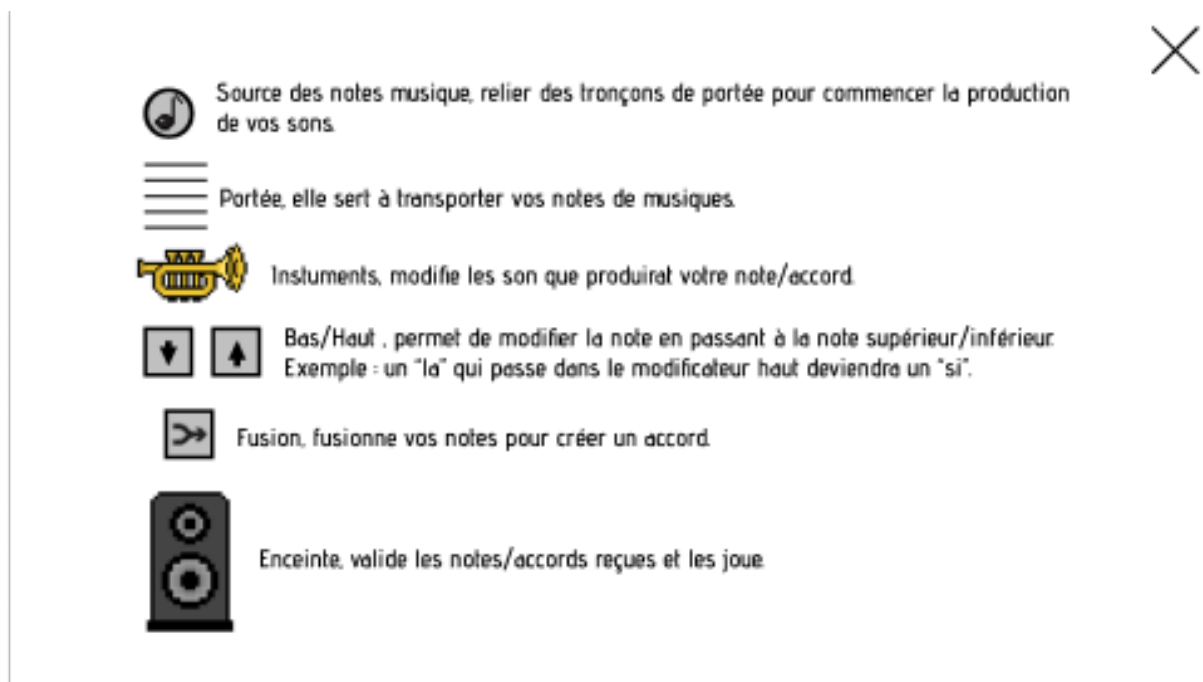 Source des notes musique, relier des tronçons de portée pour commencer la production
de vos sons.
Portée, elle sert à transporter vos notes de musiques.
Instuments, modifie les son que produirat votre note/accord.
Bas/Haut , permet de modifier la note en passant à la note supérieur/inférieur.
Exemple : un "la" qui passe dans le modificateur haut deviendra un "si".
Fusion, fusionne vos notes pour créer un accord.
Enceinte, valide les notes/accords reçues et les joue.